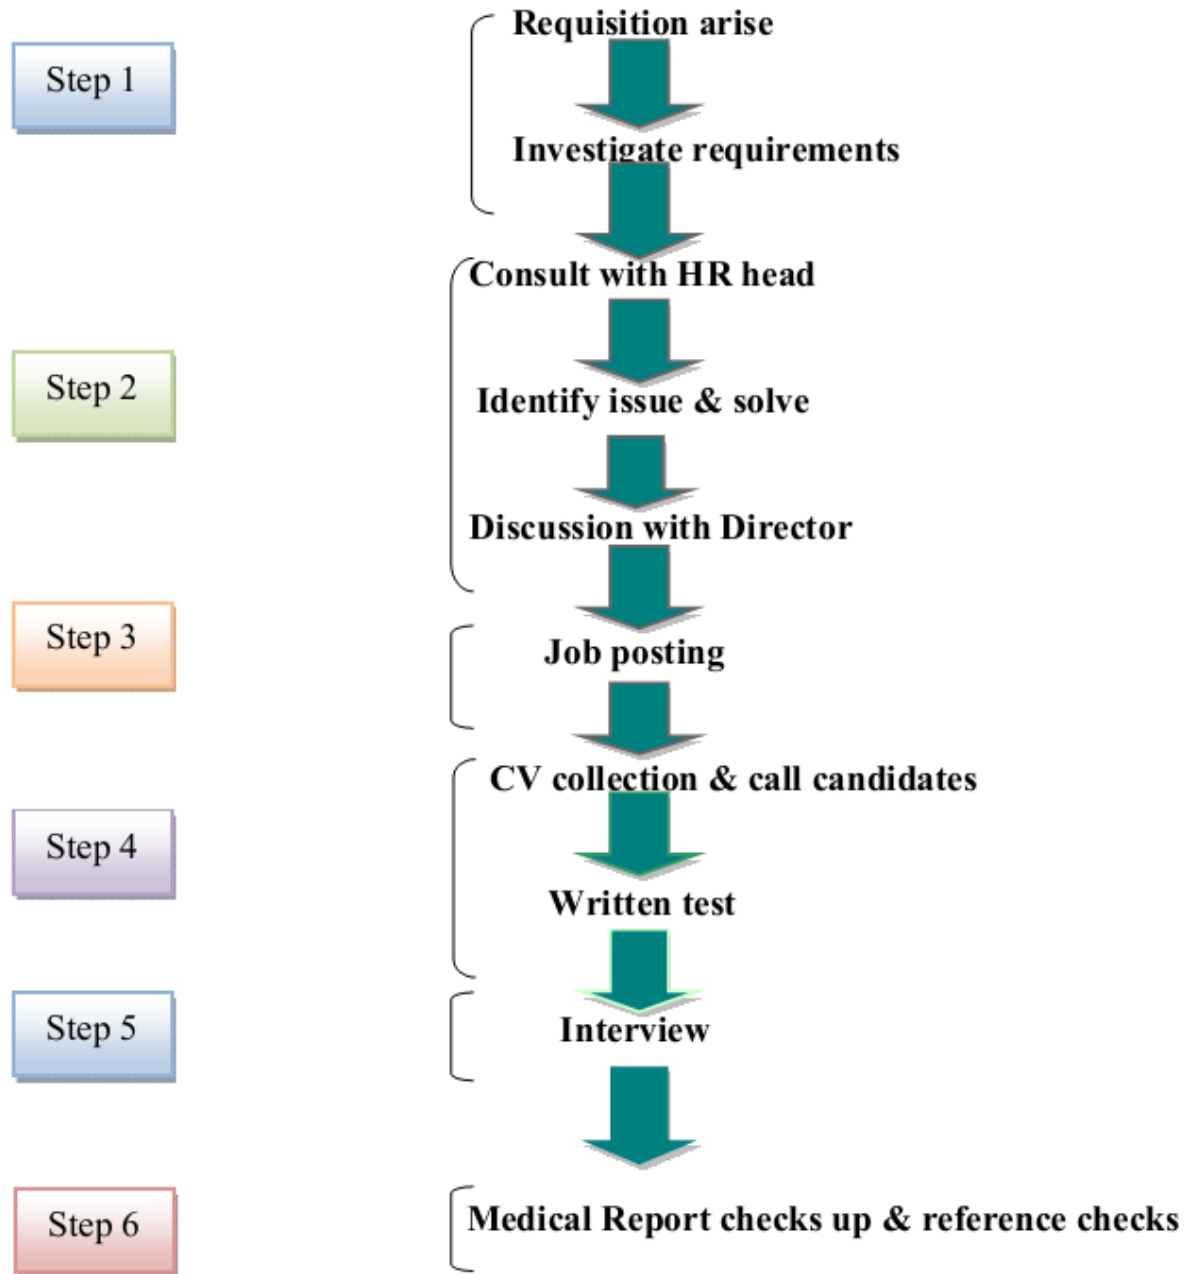 Requisition arise
Step 1
Investigate requirements
Consult with HR head
Step 2
Identify issue & solve
Discussion with Director
Step 3
Job posting
CV collection & call candidates
Step 4
Written test
Step 5
Interview
Step 6
Medical Report checks up & reference checks